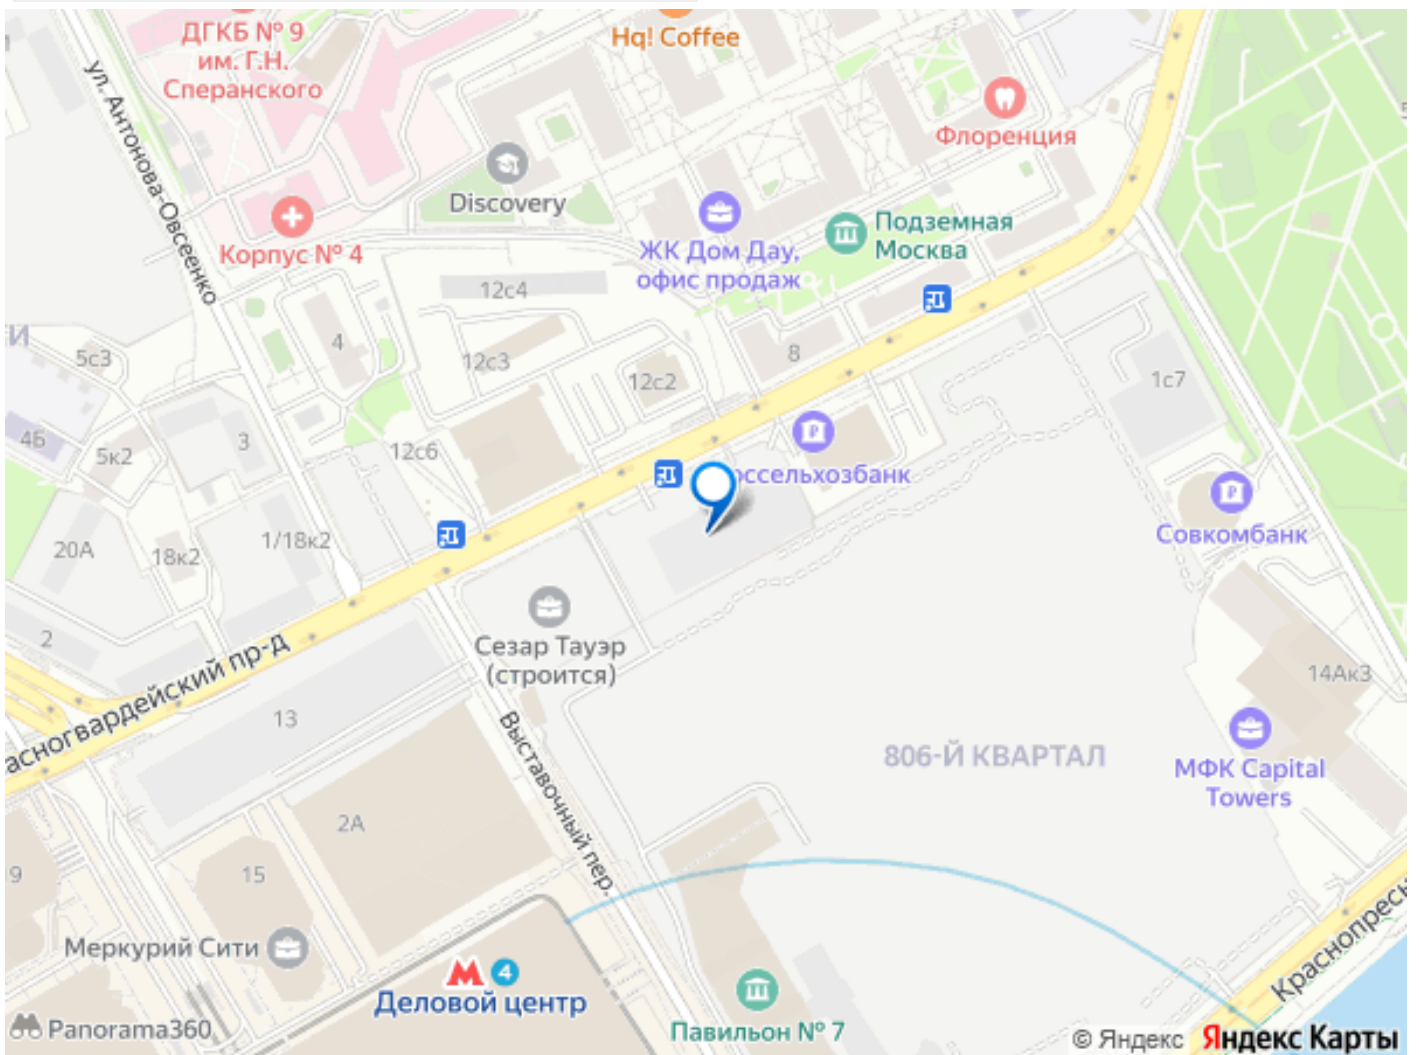 ДГКБ № 9
им. Г.Н.
Сперанского
Hq! Coffee
Флоренция
ул. Антонова-Овсеенко
Discovery
Корпус № 4
ЖК Дом Дау,
офис продаж
Подземная
Москва
12с4
5с3
4
12с3
12с2
8
1с7
4Б
5к2
3
12с6
оссельхозбанк
Совкомбанк
20А
18к2
1/18к2
2
Сезар Тауэр
(строится)
асногвардейский пр-д
13
14Ак3
Выставочный пер.
806-Й КВАРТАЛ
МФК Capital
Towers
2А
9
15
Меркурий Сити
М 4
Деловой центр
Краснопресн
Panorama360
Павильон № 7
© Яндекс Яндекс Карты